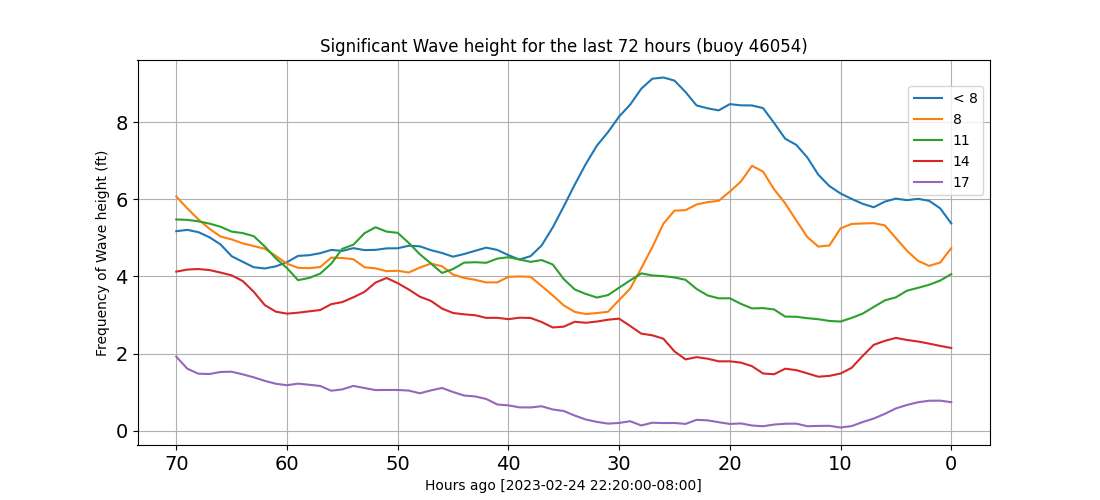 Significant Wave height for the last 72 hours (buoy 46054)
Frequency of Wave height (ft)
8
6
4
2
0
< 8
8
11
14
17
70 60 50 40 30 20 10 0
Hours ago [2023-02-24 22:20:00-08:00]